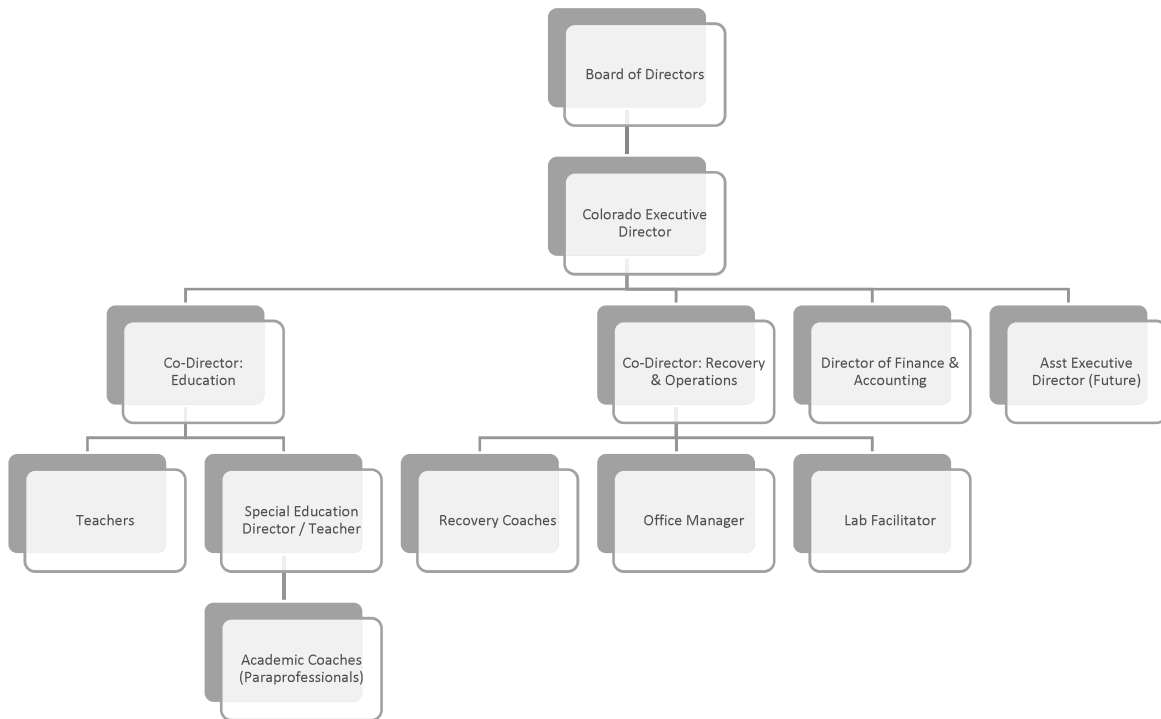 Board of Directors
Colorado Executive
Director
Co-Director:
Education
Co-Director: Recovery
& Operations
Director of Finance &
Accounting
Asst Executive
Director (Future)
Teachers
Special Education
Director / Teacher
Recovery Coaches
Office Manager
Lab Facilitator
Academic Coaches
(Paraprofessionals)